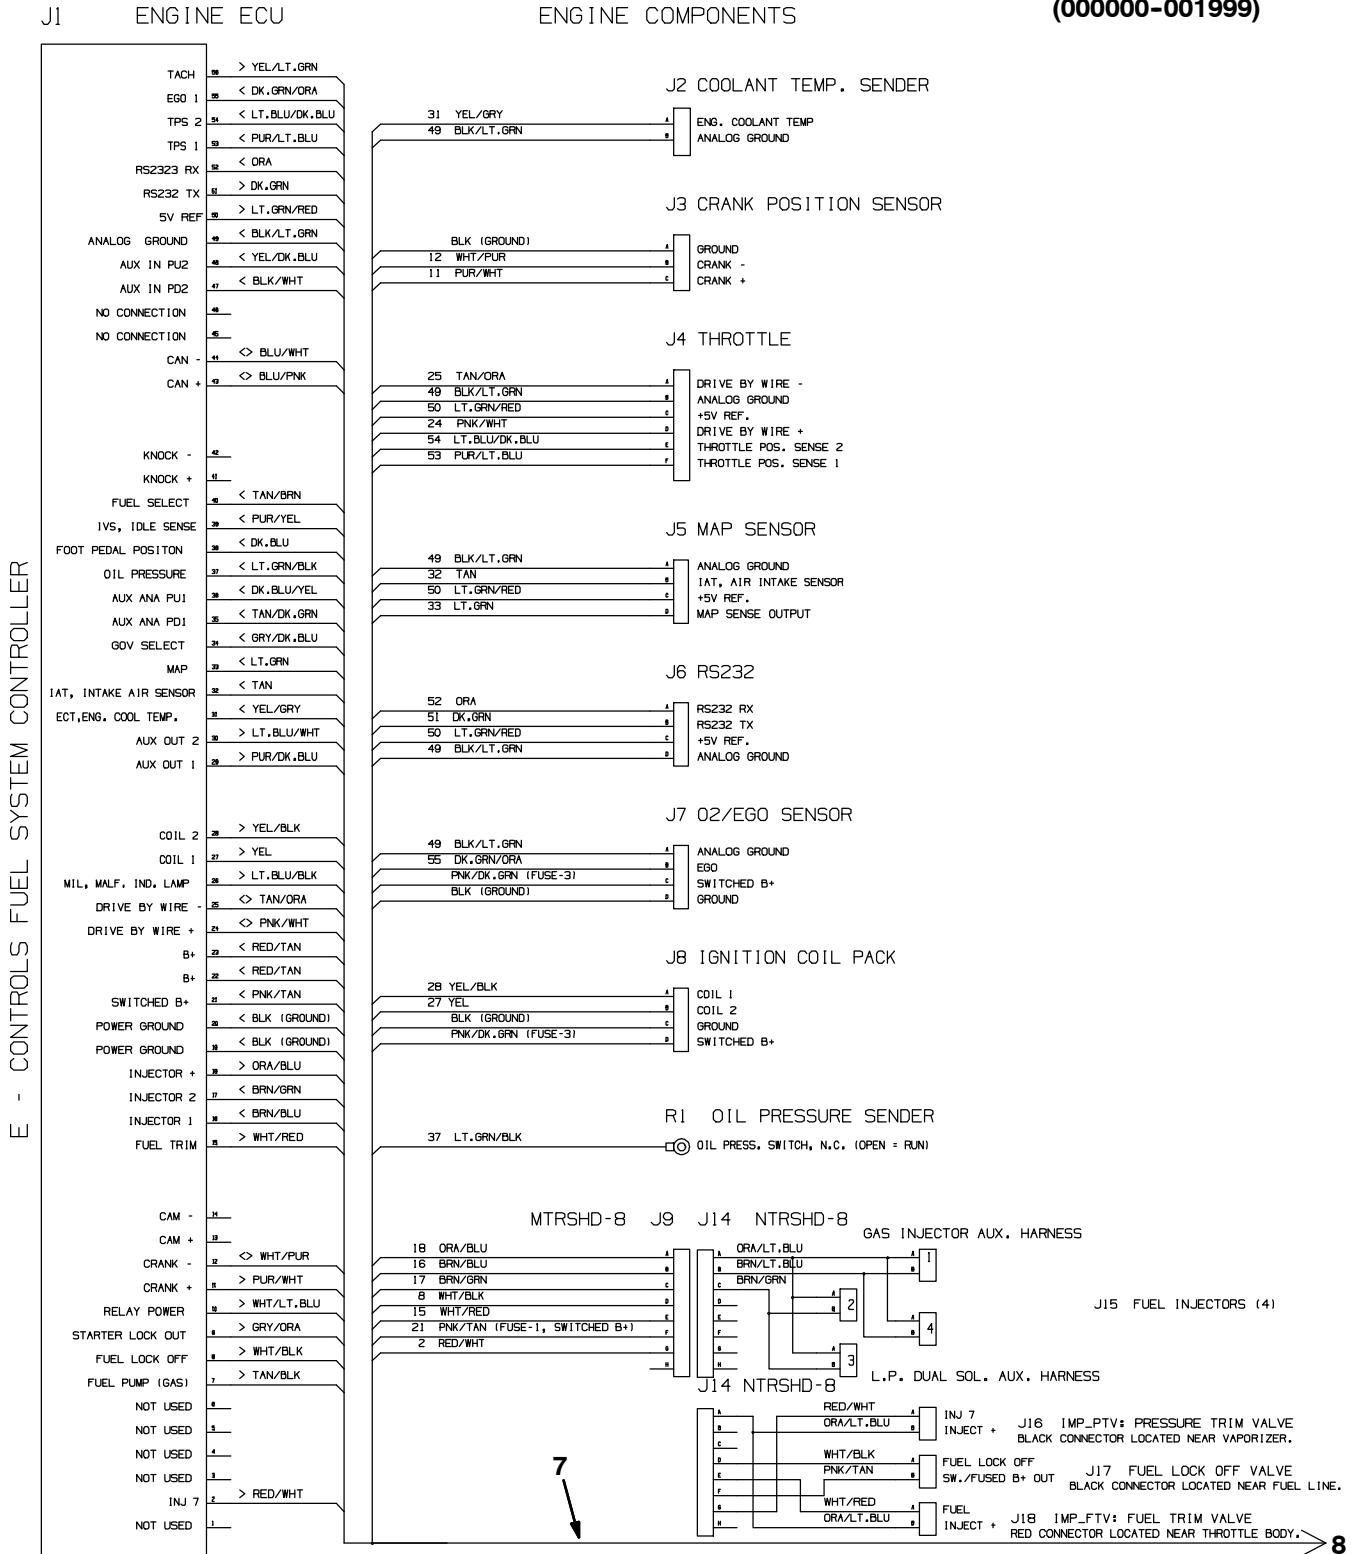 J1 ENGINE ECU ENGINE COMPONENTS (000000-001999)
E - CONTROLS FUEL SYSTEM CONTROLLER
TACH 56 > YEL/LT.GRN
EGO 1 55 < DK.GRN/ORA
TPS 2 54 < LT.BLU/DK.BLU
TPS 1 53 < PUR/LT.BLU
RS2323 RX 52 < ORA
RS232 TX 51 > DK.GRN
5V REF 50 > LT.GRN/RED
ANALOG GROUND 49 < BLK/LT.GRN
AUX IN PU2 48 < YEL/DK.BLU
AUX IN PD2 47 < BLK/WHT
NO CONNECTION 46
NO CONNECTION 45
CAN - 44 <> BLU/WHT
CAN + 43 <> BLU/PNK
KNOCK - 42
KNOCK + 41
FUEL SELECT 40 < TAN/BRN
IVS, IDLE SENSE 39 < PUR/YEL
FOOT PEDAL POSITON 38 < DK.BLU
OIL PRESSURE 37 < LT.GRN/BLK
AUX ANA PU1 36 < DK.BLU/YEL
AUX ANA PD1 35 < TAN/DK.GRN
GOV SELECT 34 < GRY/DK.BLU
MAP 33 < LT.GRN
IAT, INTAKE AIR SENSOR 32 < TAN
ECT,ENG. COOL TEMP. 31 < YEL/GRY
AUX OUT 2 30 > LT.BLU/WHT
AUX OUT 1 29 > PUR/DK.BLU
COIL 2 28 > YEL/BLK
COIL 1 27 > YEL
MIL, MALF. IND. LAMP 26 > LT.BLU/BLK
DRIVE BY WIRE - 25 <> TAN/ORA
DRIVE BY WIRE + 24 <> PNK/WHT
B+ 23 < RED/TAN
B+ 22 < RED/TAN
SWITCHED B+ 21 < PNK/TAN
POWER GROUND 20 < BLK (GROUND)
POWER GROUND 19 < BLK (GROUND)
INJECTOR + 18 > ORA/BLU
INJECTOR 2 17 < BRN/GRN
INJECTOR 1 16 < BRN/BLU
FUEL TRIM 15 > WHT/RED
CAM - 14
CAM + 13
CRANK - 12 <> WHT/PUR
CRANK + 11 > PUR/WHT
RELAY POWER 10 > WHT/LT.BLU
STARTER LOCK OUT 9 > GRY/ORA
FUEL LOCK OFF 8 > WHT/BLK
FUEL PUMP (GAS) 7 > TAN/BLK
NOT USED 6
NOT USED 5
NOT USED 4
NOT USED 3
INJ 7 2 > RED/WHT
NOT USED 1
J2 COOLANT TEMP. SENDER
31 YEL/GRY A ENG. COOLANT TEMP
49 BLK/LT.GRN B ANALOG GROUND
J3 CRANK POSITION SENSOR
BLK (GROUND) A GROUND
12 WHT/PUR B CRANK -
11 PUR/WHT C CRANK +
J4 THROTTLE
25 TAN/ORA A DRIVE BY WIRE -
49 BLK/LT.GRN B ANALOG GROUND
50 LT.GRN/RED C +5V REF.
24 PNK/WHT D DRIVE BY WIRE +
54 LT.BLU/DK.BLU E THROTTLE POS. SENSE 2
53 PUR/LT.BLU F THROTTLE POS. SENSE 1
J5 MAP SENSOR
49 BLK/LT.GRN A ANALOG GROUND
32 TAN B IAT, AIR INTAKE SENSOR
50 LT.GRN/RED C +5V REF.
33 LT.GRN D MAP SENSE OUTPUT
J6 RS232
52 ORA A RS232 RX
51 DK.GRN B RS232 TX
50 LT.GRN/RED C +5V REF.
49 BLK/LT.GRN D ANALOG GROUND
J7 O2/EGO SENSOR
49 BLK/LT.GRN A ANALOG GROUND
55 DK.GRN/ORA B EGO
PNK/DK.GRN (FUSE-3) C SWITCHED B+
BLK (GROUND) D GROUND
J8 IGNITION COIL PACK
28 YEL/BLK A COIL 1
27 YEL B COIL 2
BLK (GROUND) C GROUND
PNK/DK.GRN (FUSE-3) D SWITCHED B+
R1 OIL PRESSURE SENDER
37 LT.GRN/BLK OIL PRESS. SWITCH, N.C. (OPEN = RUN)
MTRSHD-8 J9 J14 NTRSHD-8
GAS INJECTOR AUX. HARNESS
18 ORA/BLU A A ORA/LT.BLU A 1
16 BRN/BLU B B BRN/LT.BLU B
17 BRN/GRN C C BRN/GRN
8 WHT/BLK D D A 2 B
15 WHT/RED E E A 4 B
21 PNK/TAN (FUSE-1, SWITCHED B+) F F
2 RED/WHT G G A 3 B
H H
J15 FUEL INJECTORS (4)
L.P. DUAL SOL. AUX. HARNESS
J14 NTRSHD-8
A B C D E F G H
RED/WHT A INJ 7
ORA/LT.BLU B INJECT +
J16 IMP_PTV: PRESSURE TRIM VALVE
BLACK CONNECTOR LOCATED NEAR VAPORIZER.
WHT/BLK A FUEL LOCK OFF
PNK/TAN B SW./FUSED B+ OUT
J17 FUEL LOCK OFF VALVE
BLACK CONNECTOR LOCATED NEAR FUEL LINE.
WHT/RED A FUEL
ORA/LT.BLU B INJECT +
J18 IMP_FTV: FUEL TRIM VALVE
RED CONNECTOR LOCATED NEAR THROTTLE BODY.
7
8